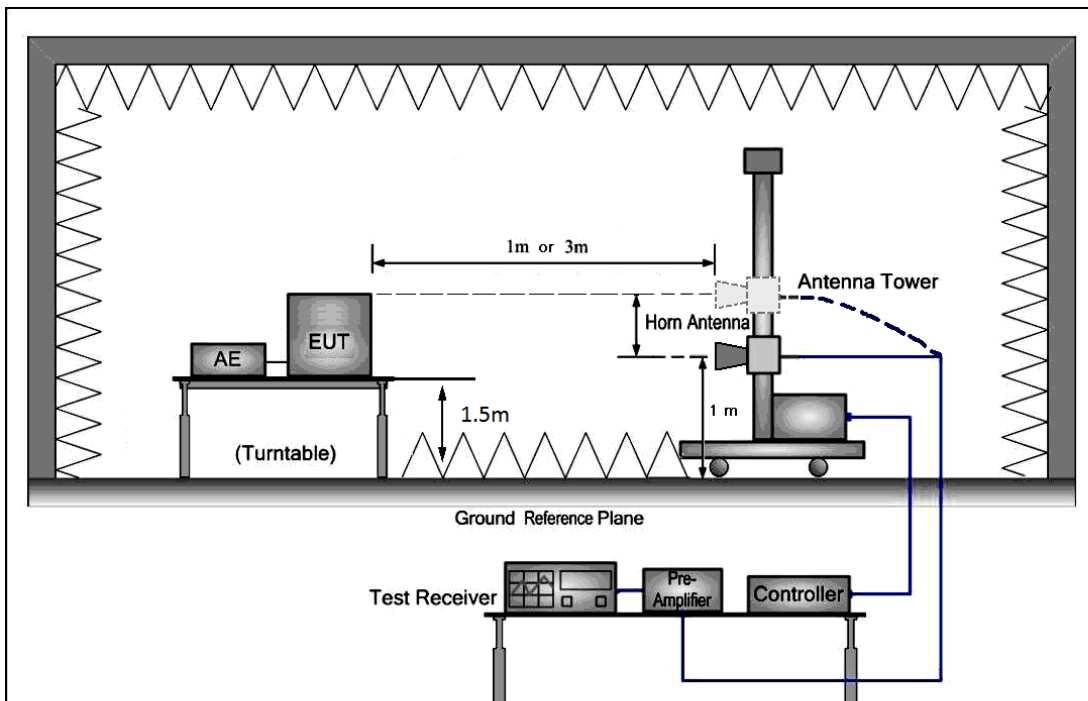 1m or 3m
Antenna Tower
Horn Antenna
EUT
AE
1.5m
1 m
(Turntable)
Ground Reference Plane
Test Receiver
Pre-
Amplifier
Controller